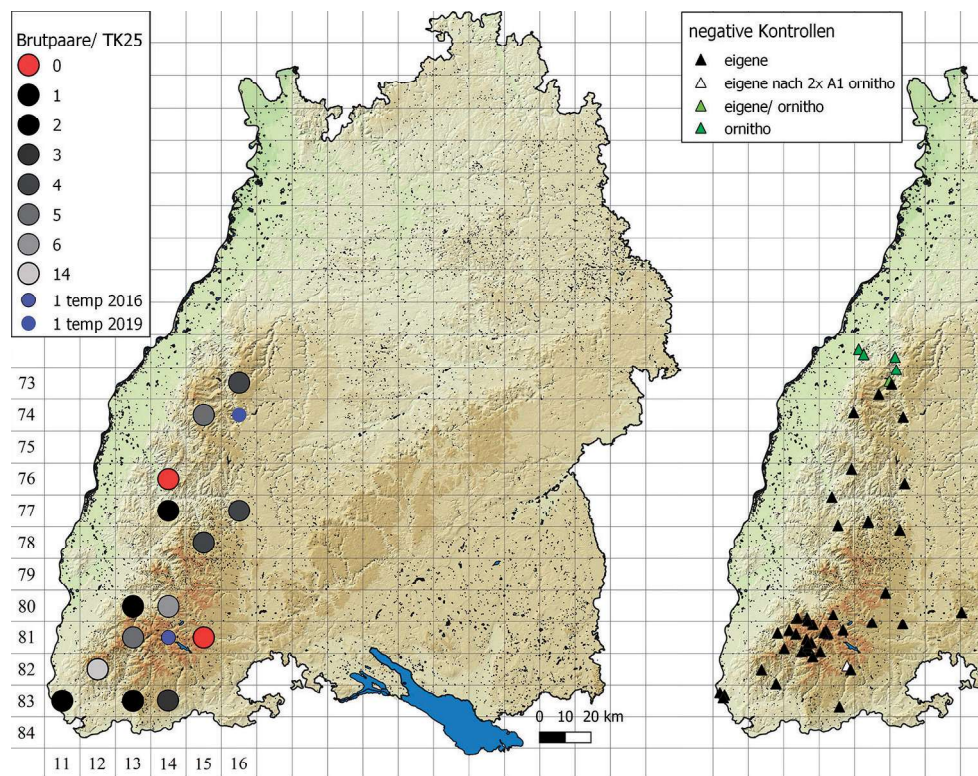 Brutpaare/ TK25
0
1
2
3
4
5
6
14
1 temp 2016
1 temp 2019
negative Kontrollen
eigene
eigene nach 2x A1 ornitho
eigene/ ornitho
ornitho
73
74
75
76
77
78
79
80
81
82
83
84
11 12 13 14 15 16
0 10 20 km